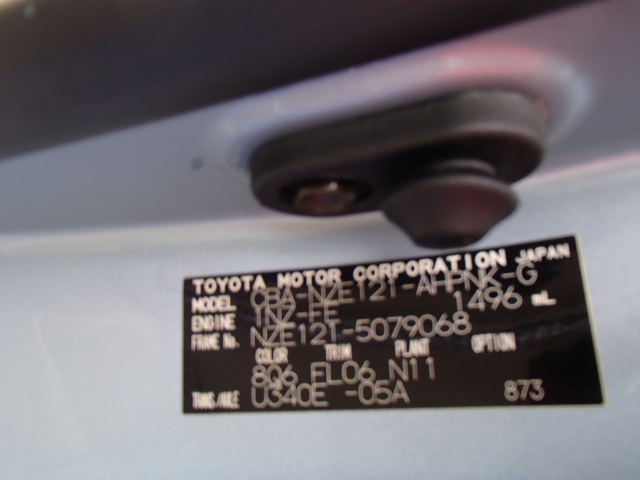 TOYOTA MOTOR CORPORATION JAPAN
MODEL CBA-NZE121-AHPNK-G
ENGINE 1NZ-FE 1496 mL
FRAME No. NZE121-5079068
COLOR TRIM PLANT OPTION
8Q6 FL06 N11
TRANS/AXLE U340E -05A 873